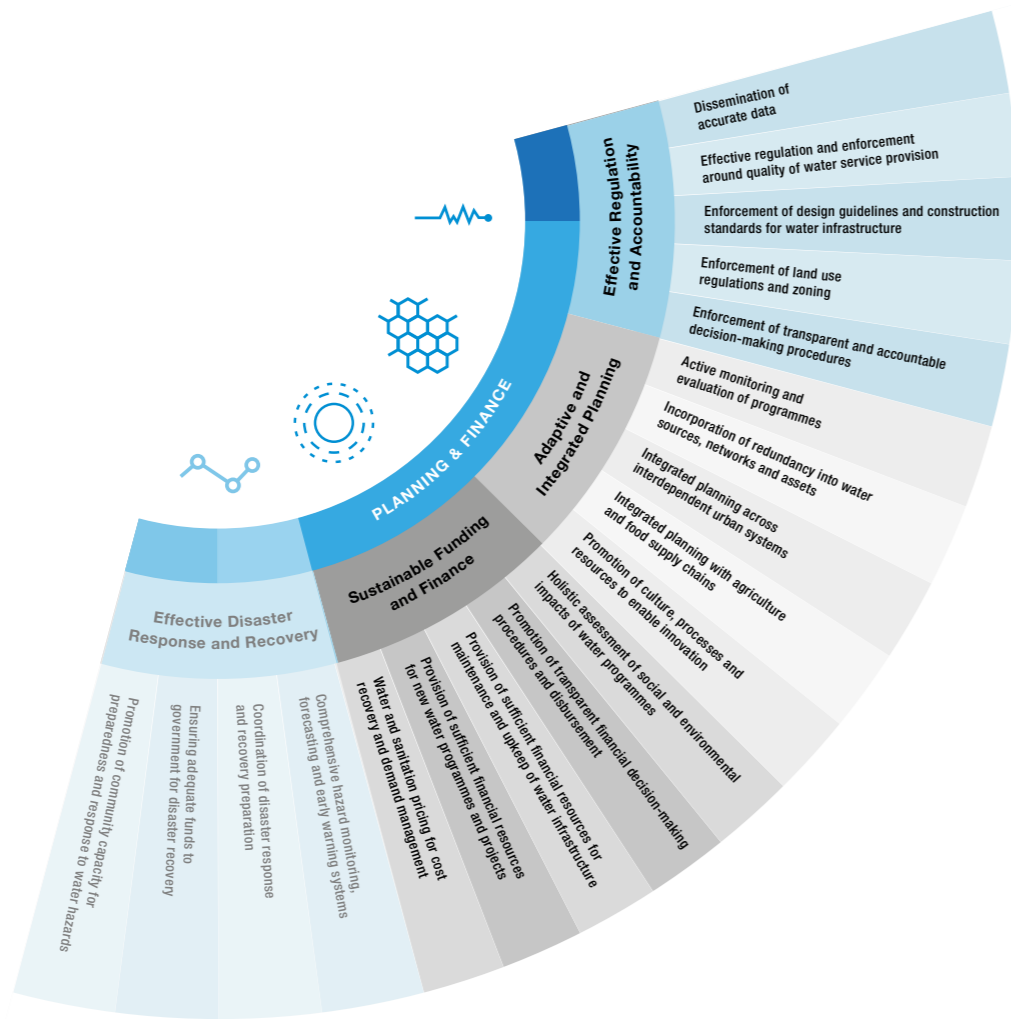 PLANNING & FINANCE
Effective Regulation
and Accountability
Dissemination of
accurate data
Effective regulation and enforcement
around quality of water service provision
Enforcement of design guidelines and construction
standards for water infrastructure
Enforcement of land use
regulations and zoning
Enforcement of transparent and accountable
decision-making procedures
Adaptive and
Integrated Planning
Active monitoring and
evaluation of programmes
Incorporation of redundancy into water
sources, networks and assets
Integrated planning across
interdependent urban systems
Integrated planning with agriculture
and food supply chains
Promotion of culture, processes and
resources to enable innovation
Sustainable Funding
and Finance
Holistic assessment of social and environmental
impacts of water programmes
Promotion of transparent financial decision-making
procedures and disbursement
Provision of sufficient financial resources for
maintenance and upkeep of water infrastructure
Provision of sufficient financial resources
for new water programmes and projects
Water and sanitation pricing for cost
recovery and demand management
Effective Disaster
Response and Recovery
Comprehensive hazard monitoring,
forecasting and early warning systems
Coordination of disaster response
and recovery preparation
Ensuring adequate funds to
government for disaster recovery
Promotion of community capacity for
preparedness and response to water hazards